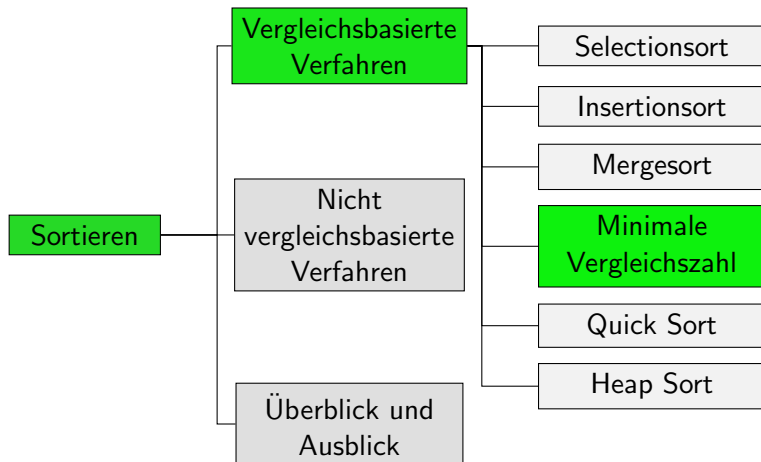 Sortieren
Vergleichsbasierte
Verfahren
Nicht
vergleichsbasierte
Verfahren
Überblick und
Ausblick
Selectionsort
Insertionsort
Mergesort
Minimale
Vergleichszahl
Quick Sort
Heap Sort